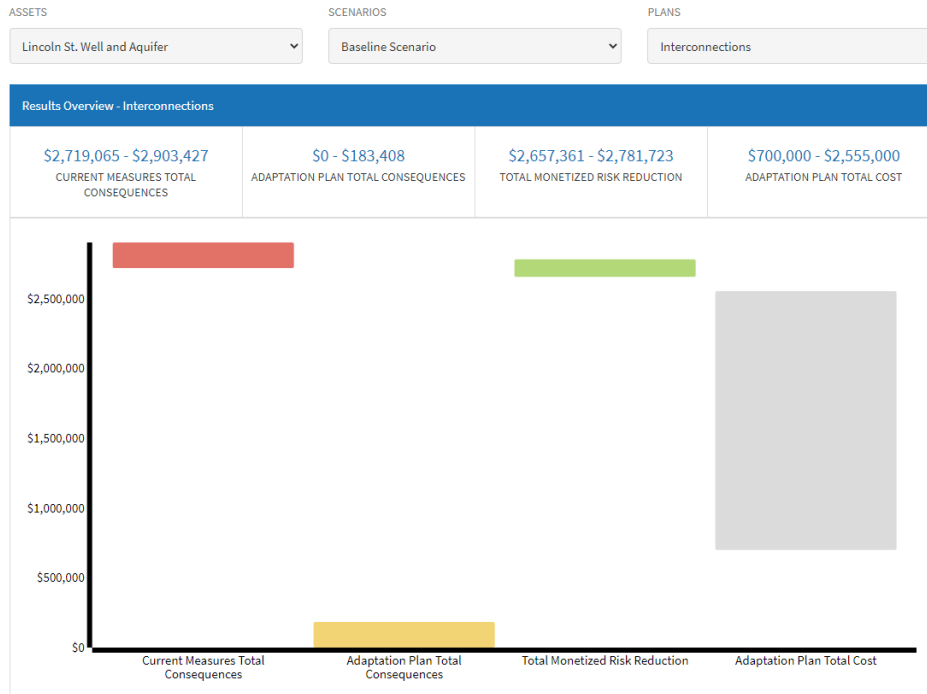 ASSETS
SCENARIOS
PLANS
Lincoln St. Well and Aquifer
Baseline Scenario
Interconnections
Results Overview - Interconnections
$2,719,065 - $2,903,427
CURRENT MEASURES TOTAL
CONSEQUENCES
$0 - $183,408
ADAPTATION PLAN TOTAL CONSEQUENCES
$2,657,361 - $2,781,723
TOTAL MONETIZED RISK REDUCTION
$700,000 - $2,555,000
ADAPTATION PLAN TOTAL COST
$2,500,000
$2,000,000
$1,500,000
$1,000,000
$500,000
$0
Current Measures Total
Consequences
Adaptation Plan Total
Consequences
Total Monetized Risk Reduction
Adaptation Plan Total Cost